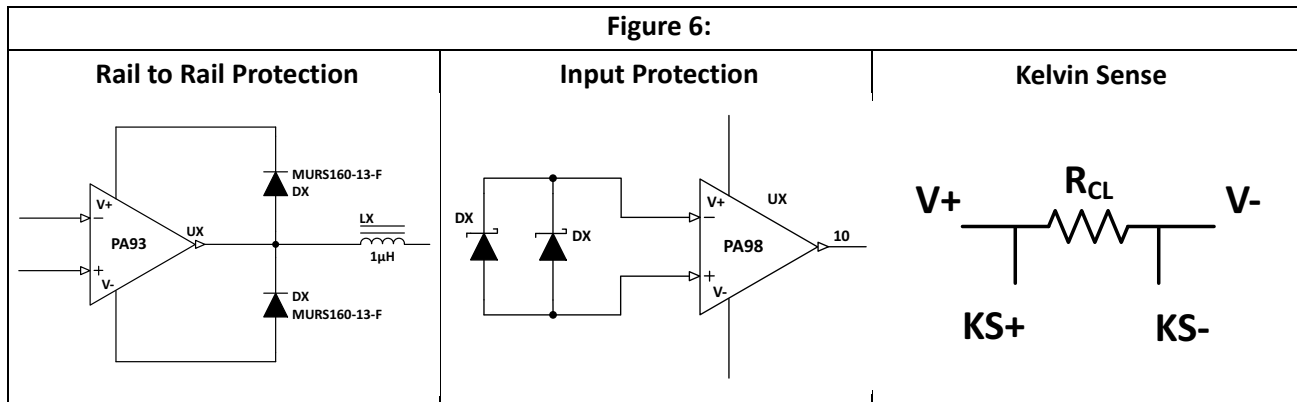 Figure 6:
Rail to Rail Protection
Input Protection
Kelvin Sense
MURS160-13-F
DX
V+
−
PA93
UX
+
V-
LX
1µH
DX
MURS160-13-F
DX
DX
V+
−
UX
PA98
10
+
V-
V+
RCL
V-
KS+
KS-